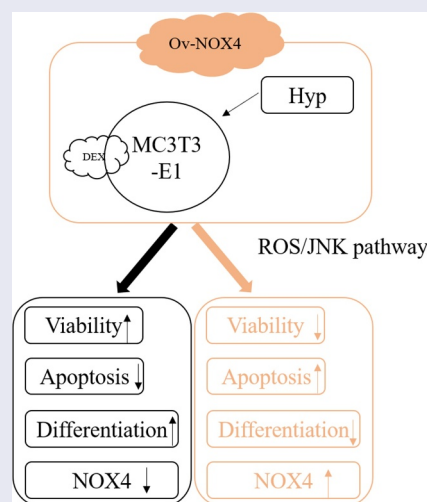 Ov-NOX4
Hyp
MC3T3
-E1
DEX
ROS/JNK pathway
Viability↑
Apoptosis↓
Differentiation↑
NOX4 ↓
Viability↓
Apoptosis↑
Differentiation↓
NOX4 ↑